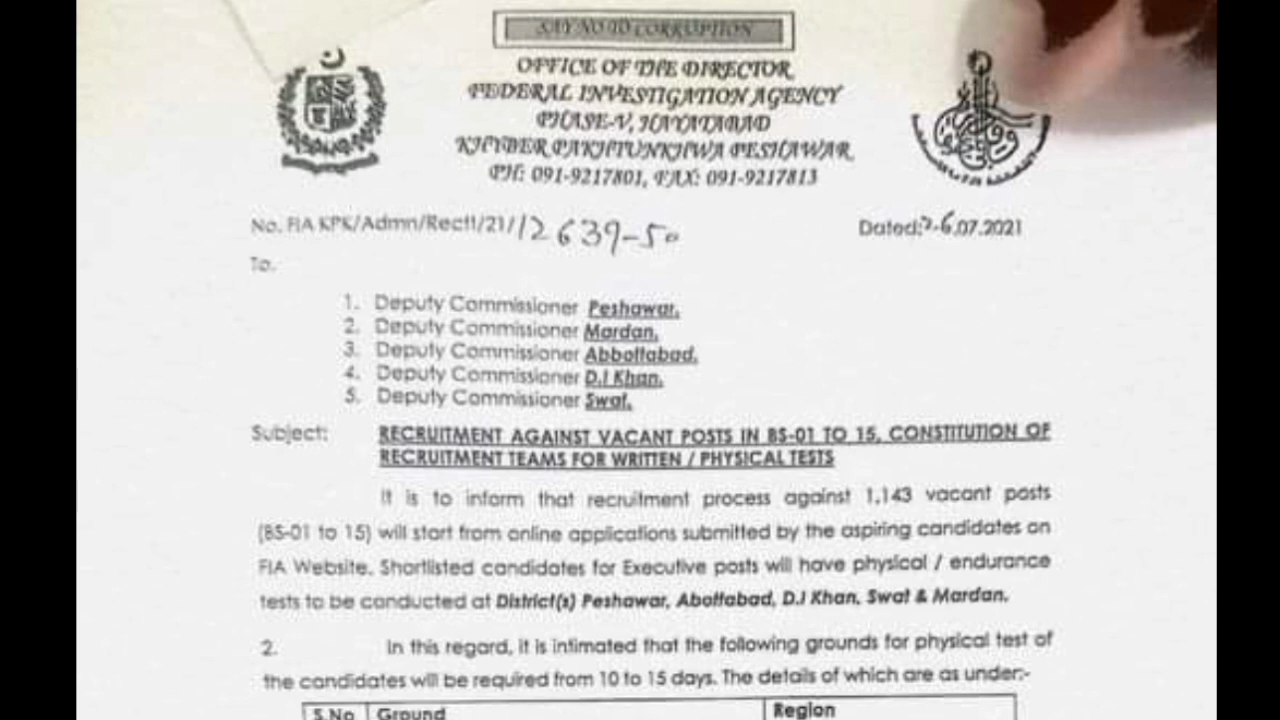 SAY NO TO CORRUPTION
OFFICE OF THE DIRECTOR
FEDERAL INVESTIGATION AGENCY
PHASE-V, HAYATABAD
KHYBER PAKHTUNKHWA PESHAWAR
PH: 091-9217801, FAX: 091-9217813
No. FIA KPK/Admn/Rectt/21/12639-50 Dated: 26.07.2021
To.
1. Deputy Commissioner Peshawar.
2. Deputy Commissioner Mardan.
3. Deputy Commissioner Abbottabad.
4. Deputy Commissioner D.I Khan.
5. Deputy Commissioner Swat.
Subject: RECRUITMENT AGAINST VACANT POSTS IN BS-01 TO 15, CONSTITUTION OF
RECRUITMENT TEAMS FOR WRITTEN / PHYSICAL TESTS
It is to inform that recruitment process against 1,143 vacant posts
(BS-01 to 15) will start from online applications submitted by the aspiring candidates on
FIA Website. Shortlisted candidates for Executive posts will have physical / endurance
tests to be conducted at District(s) Peshawar, Abottabad, D.I Khan, Swat & Mardan.
2. In this regard, it is intimated that the following grounds for physical test of
the candidates will be required from 10 to 15 days. The details of which are as under:-
S.No Ground Region